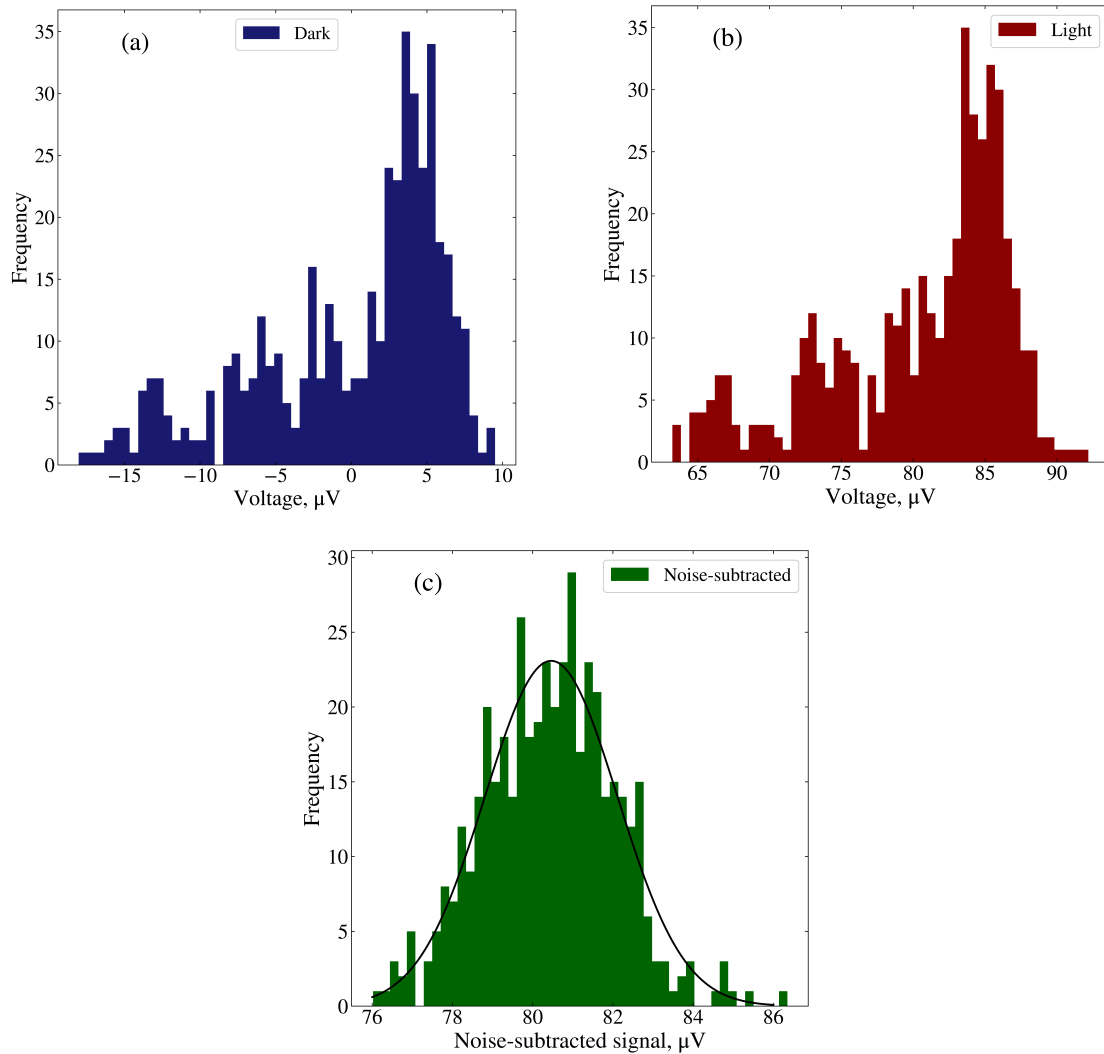 (a)
Dark
35
30
25
20
15
10
5
0
Frequency
−15 −10 −5 0 5 10
Voltage, μV
(b)
Light
35
30
25
20
15
10
5
0
Frequency
65 70 75 80 85 90
Voltage, μV
(c)
Noise-subtracted
30
25
20
15
10
5
0
Frequency
76 78 80 82 84 86
Noise-subtracted signal, μV